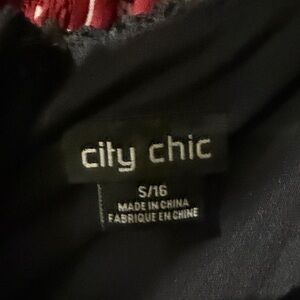 city chic
S/16
MADE IN CHINA
FABRIQUE EN CHINE